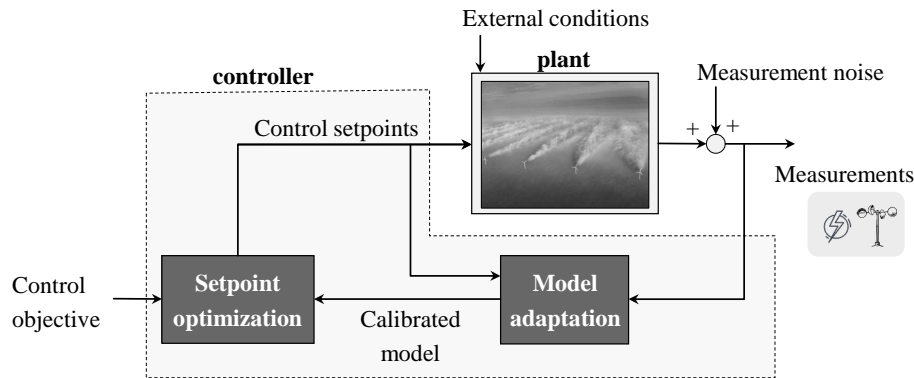 External conditions
plant
controller
Measurement noise
Control setpoints
+
+
Measurements
Control
objective
Setpoint
optimization
Model
adaptation
Calibrated
model